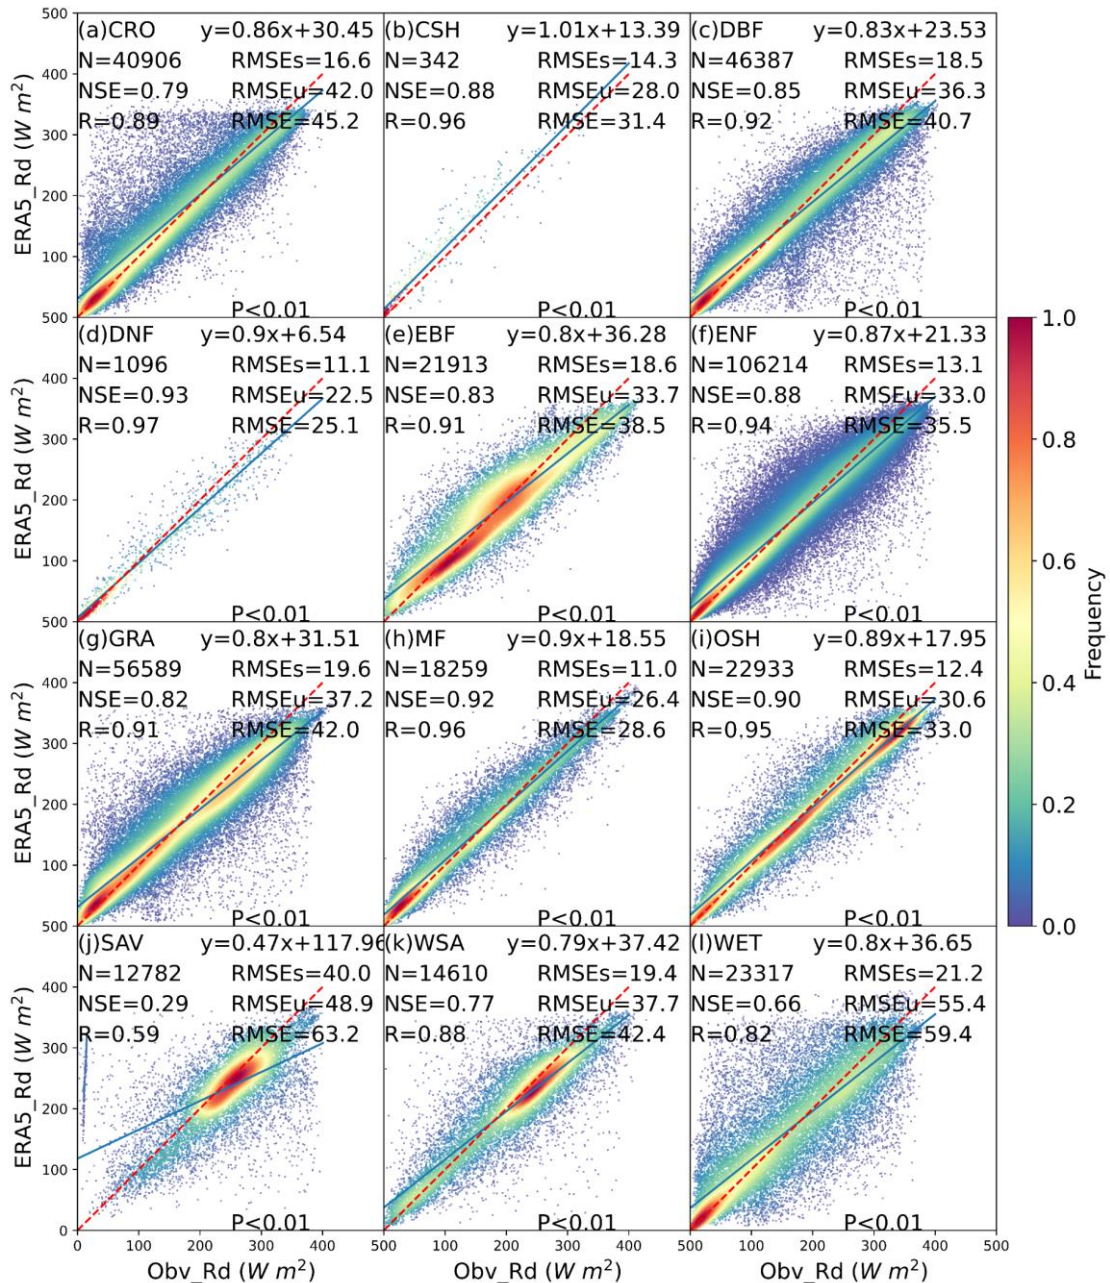 500
(a)CRO y=0.86x+30.45
N=40906 RMSEs=16.6
NSE=0.79 RMSEu=42.0
R=0.89 RMSE=45.2
P<0.01
(b)CSH y=1.01x+13.39
N=342 RMSEs=14.3
NSE=0.88 RMSEu=28.0
R=0.96 RMSE=31.4
P<0.01
(c)DBF y=0.83x+23.53
N=46387 RMSEs=18.5
NSE=0.85 RMSEu=36.3
R=0.92 RMSE=40.7
P<0.01
400
300
200
100
ERA5_Rd (W m²)
500
(d)DNF y=0.9x+6.54
N=1096 RMSEs=11.1
NSE=0.93 RMSEu=22.5
R=0.97 RMSE=25.1
P<0.01
(e)EBF y=0.8x+36.28
N=21913 RMSEs=18.6
NSE=0.83 RMSEu=33.7
R=0.91 RMSE=38.5
P<0.01
(f)ENF y=0.87x+21.33
N=106214 RMSEs=13.1
NSE=0.88 RMSEu=33.0
R=0.94 RMSE=35.5
P<0.01
400
300
200
100
ERA5_Rd (W m²)
500
(g)GRA y=0.8x+31.51
N=56589 RMSEs=19.6
NSE=0.82 RMSEu=37.2
R=0.91 RMSE=42.0
P<0.01
(h)MF y=0.9x+18.55
N=18259 RMSEs=11.0
NSE=0.92 RMSEu=26.4
R=0.96 RMSE=28.6
P<0.01
(i)OSH y=0.89x+17.95
N=22933 RMSEs=12.4
NSE=0.90 RMSEu=30.6
R=0.95 RMSE=33.0
P<0.01
400
300
200
100
ERA5_Rd (W m²)
500
(j)SAV y=0.47x+117.96
N=12782 RMSEs=40.0
NSE=0.29 RMSEu=48.9
R=0.59 RMSE=63.2
P<0.01
(k)WSA y=0.79x+37.42
N=14610 RMSEs=19.4
NSE=0.77 RMSEu=37.7
R=0.88 RMSE=42.4
P<0.01
(l)WET y=0.8x+36.65
N=23317 RMSEs=21.2
NSE=0.66 RMSEu=55.4
R=0.82 RMSE=59.4
P<0.01
400
300
200
100
0
ERA5_Rd (W m²)
0 100 200 300 400 500 100 200 300 400 500 100 200 300 400 500
Obv_Rd (W m²) Obv_Rd (W m²) Obv_Rd (W m²)
1.0
0.8
0.6
0.4
0.2
0.0
Frequency